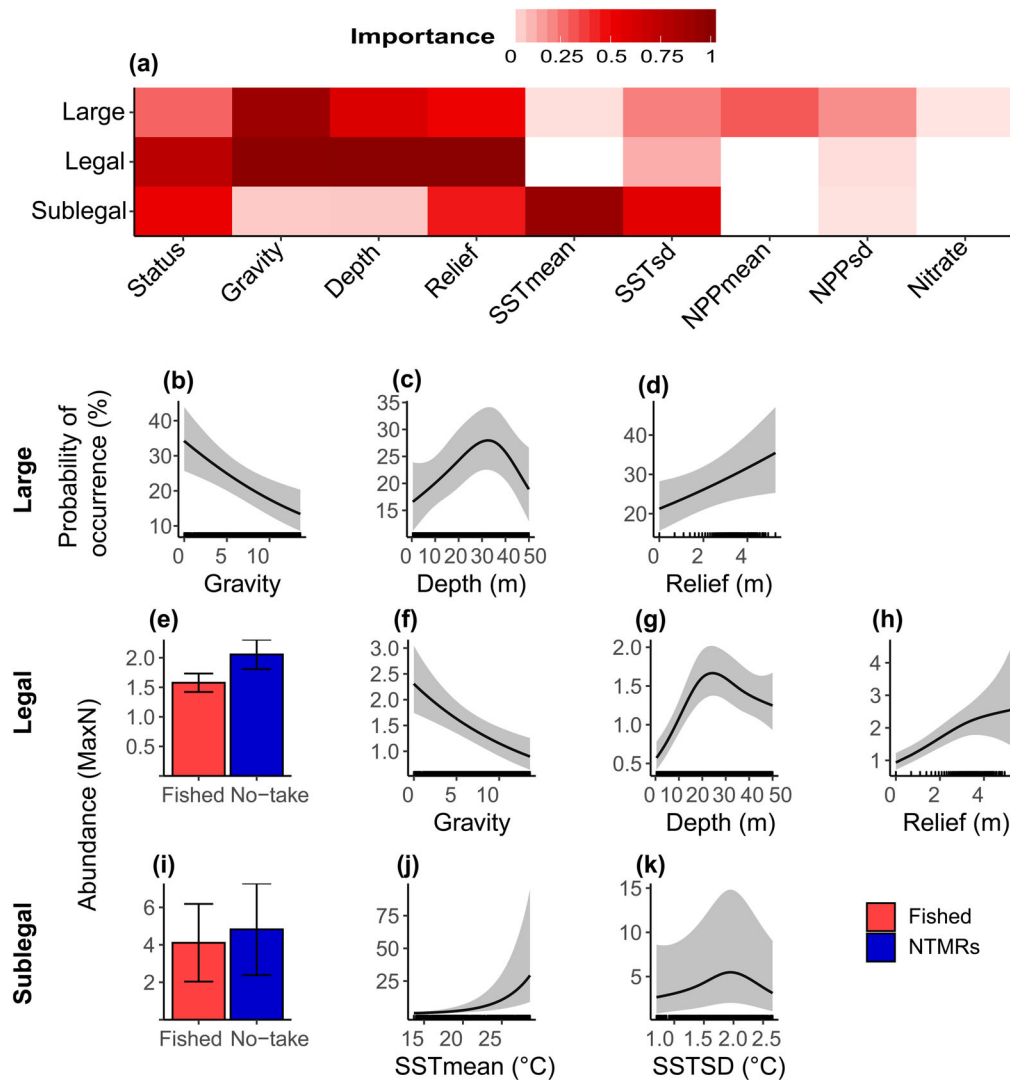 Importance 0 0.25 0.5 0.75 1
(a)
Large
Legal
Sublegal
Status Gravity Depth Relief SSTmean SSTsd NPPmean NPPsd Nitrate
Large
Probability of
occurrence (%)
(b)
40
30
20
10
0 5 10
Gravity
(c)
35
30
25
20
15
0 10 20 30 40 50
Depth (m)
(d)
40
30
20
0 2 4
Relief (m)
Legal
Abundance (MaxN)
(e)
2.0
1.5
1.0
0.5
Fished No-take
(f)
3.0
2.5
2.0
1.5
1.0
0 5 10
Gravity
(g)
2.0
1.5
1.0
0.5
0 10 20 30 40 50
Depth (m)
(h)
4
3
2
1
0 2 4
Relief (m)
Sublegal
(i)
6
4
2
Fished No-take
(j)
75
50
25
15 20 25
SSTmean (°C)
(k)
15
10
5
1.0 1.5 2.0 2.5
SSTSD (°C)
Fished
NTMRs